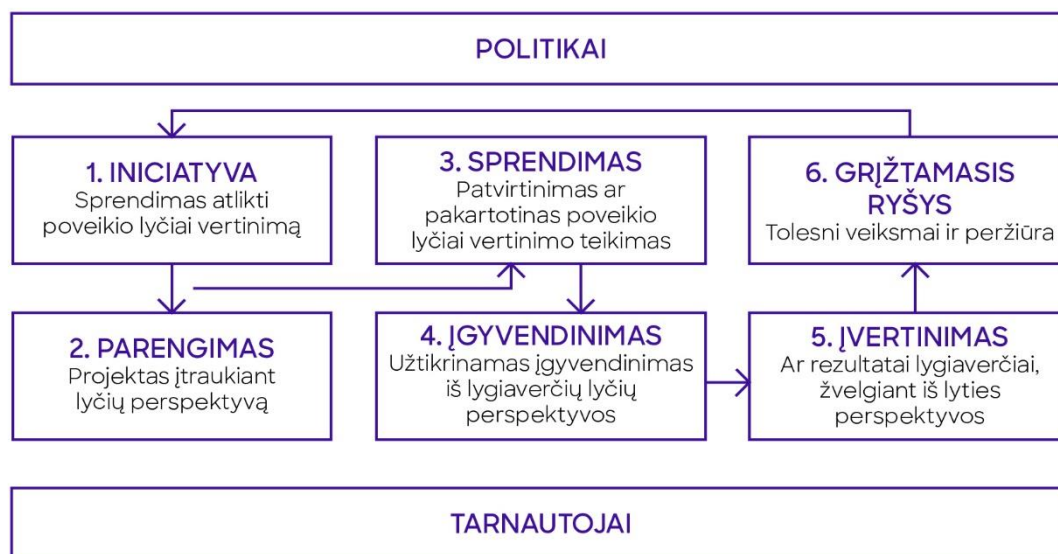 POLITIKAI
1. INICIATYVA
Sprendimas atlikti
poveikio lyčiai vertinimą
2. PARENGIMAS
Projektas įtraukiant
lyčių perspektyvą
3. SPRENDIMAS
Patvirtinimas ar
pakartotinas poveikio
lyčiai vertinimo teikimas
4. ĮGYVENDINIMAS
Užtikrinamas įgyvendinimas
iš lygiaverčių lyčių
perspektyvos
5. ĮVERTINIMAS
Ar rezultatai lygiaverčiai,
žvelgiant iš lyties
perspektyvos
6. GRĮŽTAMASIS
RYŠYS
Tolesni veiksmai ir peržiūra
TARNAUTOJAI